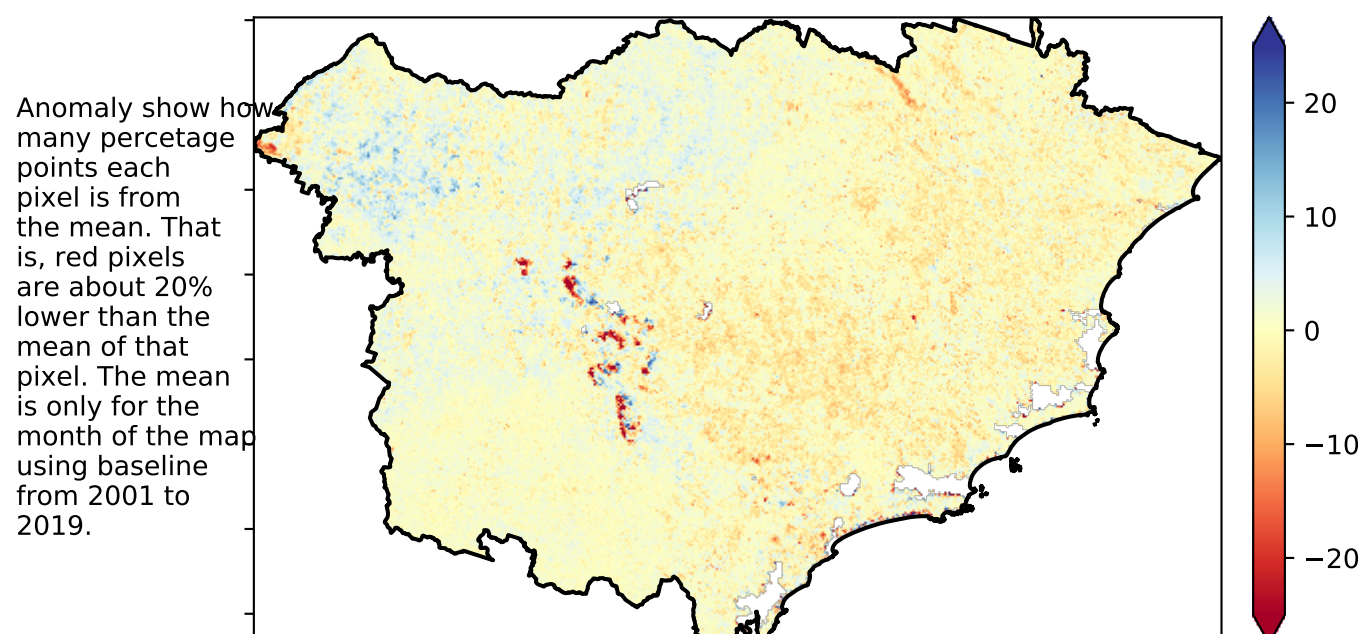 Anomaly show how
many percetage
points each
pixel is from
the mean. That
is, red pixels
are about 20%
lower than the
mean of that
pixel. The mean
is only for the
month of the map
using baseline
from 2001 to
2019.
20
10
0
−10
−20